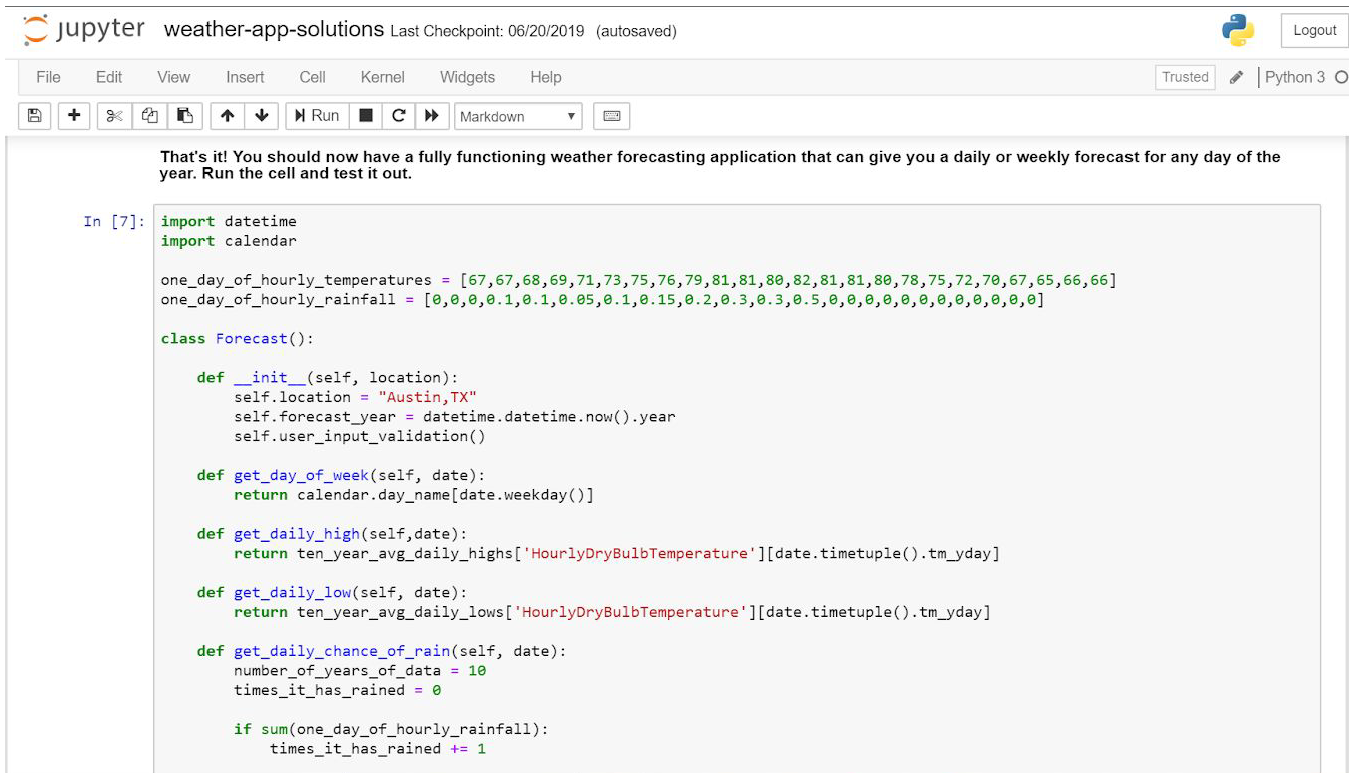 jupyter weather-app-solutions Last Checkpoint: 06/20/2019 (autosaved) Logout
File Edit View Insert Cell Kernel Widgets Help Trusted Python 3
Run Markdown
That's it! You should now have a fully functioning weather forecasting application that can give you a daily or weekly forecast for any day of the
year. Run the cell and test it out.
In [7]: import datetime
import calendar
one_day_of_hourly_temperatures = [67,67,68,69,71,73,75,76,79,81,81,80,82,81,81,80,78,75,72,70,67,65,66,66]
one_day_of_hourly_rainfall = [0,0,0,0.1,0.1,0.05,0.1,0.15,0.2,0.3,0.3,0.5,0,0,0,0,0,0,0,0,0,0,0,0]
class Forecast():
def __init__(self, location):
self.location = "Austin,TX"
self.forecast_year = datetime.datetime.now().year
self.user_input_validation()
def get_day_of_week(self, date):
return calendar.day_name[date.weekday()]
def get_daily_high(self,date):
return ten_year_avg_daily_highs['HourlyDryBulbTemperature'][date.timetuple().tm_yday]
def get_daily_low(self, date):
return ten_year_avg_daily_lows['HourlyDryBulbTemperature'][date.timetuple().tm_yday]
def get_daily_chance_of_rain(self, date):
number_of_years_of_data = 10
times_it_has_rained = 0
if sum(one_day_of_hourly_rainfall):
times_it_has_rained += 1